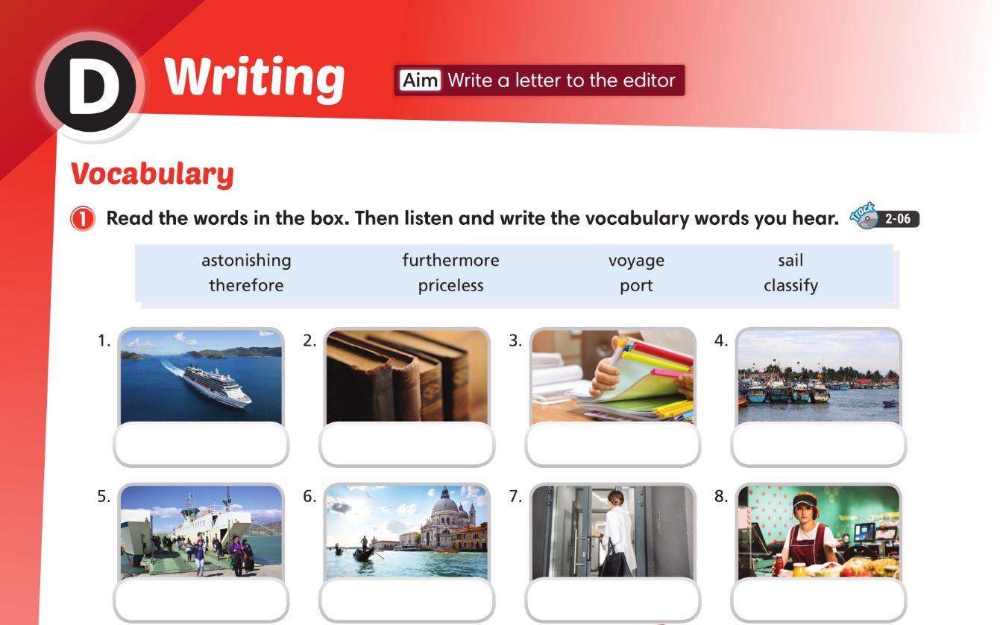 D
Writing
Aim Write a letter to the editor
Vocabulary
1 Read the words in the box. Then listen and write the vocabulary words you hear. Track 2-06
astonishing furthermore voyage sail
therefore priceless port classify
1. 2. 3. 4.
5. 6. 7. 8.